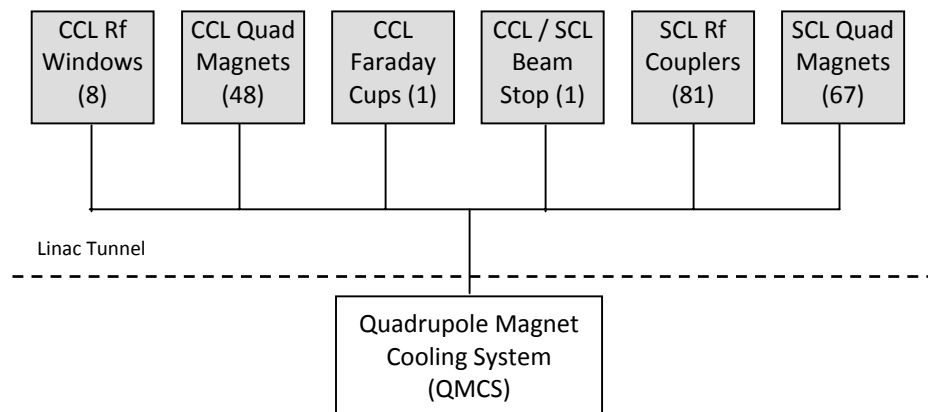 CCL Rf
Windows
(8)
CCL Quad
Magnets
(48)
CCL
Faraday
Cups (1)
CCL / SCL
Beam
Stop (1)
SCL Rf
Couplers
(81)
SCL Quad
Magnets
(67)
Linac Tunnel
Quadrupole Magnet
Cooling System
(QMCS)